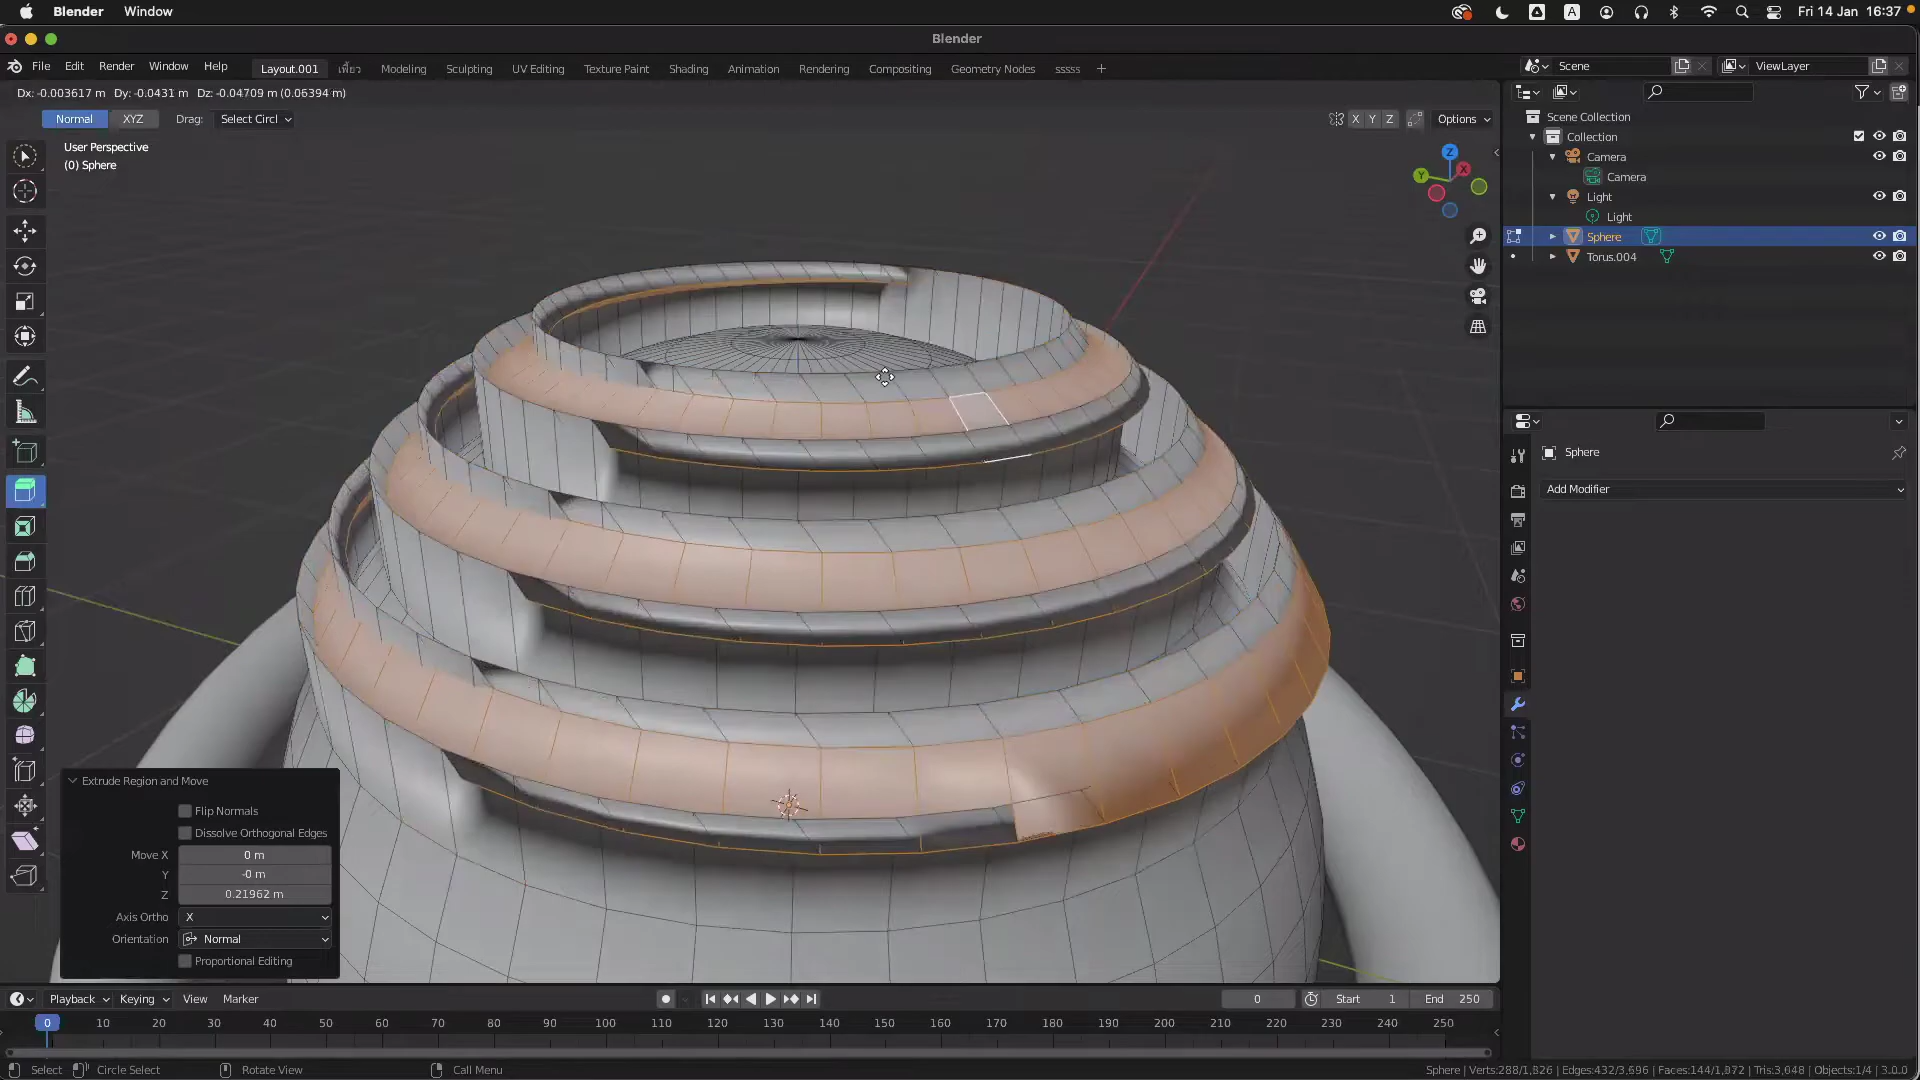 Blender Window Fri 14 Jan 16:37
Blender
File Edit Render Window Help Layout.001 เพี้ยว Modeling Sculpting UV Editing Texture Paint Shading Animation Rendering Compositing Geometry Nodes sssss + Scene ViewLayer
Dx: -0.003617 m Dy: -0.0431 m Dz: -0.04709 m (0.06394 m)
Normal XYZ Drag: Select Circl X Y Z Options
User Perspective
(0) Sphere
Z
X
Y
Scene Collection
Collection
Camera
Camera
Light
Light
Sphere
Torus.004
Sphere
Add Modifier
Extrude Region and Move
Flip Normals
Dissolve Orthogonal Edges
Move X 0 m
Y -0 m
Z 0.21962 m
Axis Ortho X
Orientation Normal
Proportional Editing
Playback Keying View Marker 0 Start 1 End 250
0 10 20 30 40 50 60 70 80 90 100 110 120 130 140 150 160 170 180 190 200 210 220 230 240 250
Select Circle Select Rotate View Call Menu Sphere | Verts:288/1,826 | Edges:432/3,696 | Faces:144/1,872 | Tris:3,648 | Objects:1/4 | 3.0.0